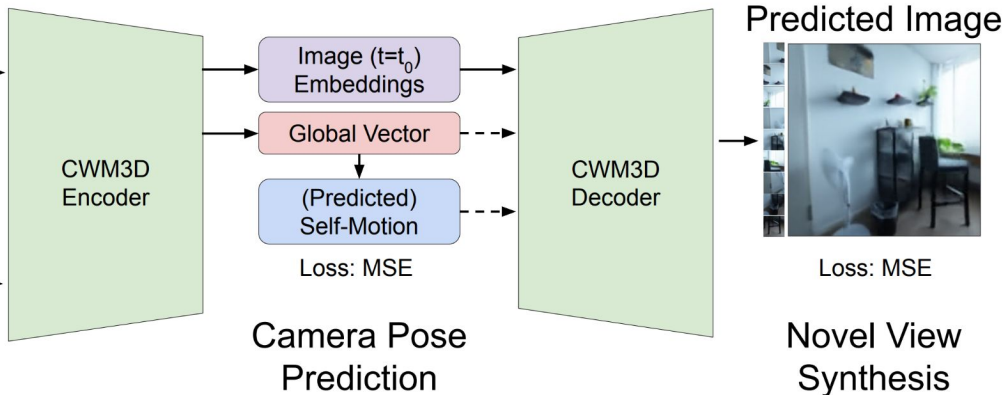 Predicted Image
Image (t=t₀)
Embeddings
Global Vector
CWM3D
Encoder
(Predicted)
Self-Motion
CWM3D
Decoder
Loss: MSE
Loss: MSE
Camera Pose
Prediction
Novel View
Synthesis